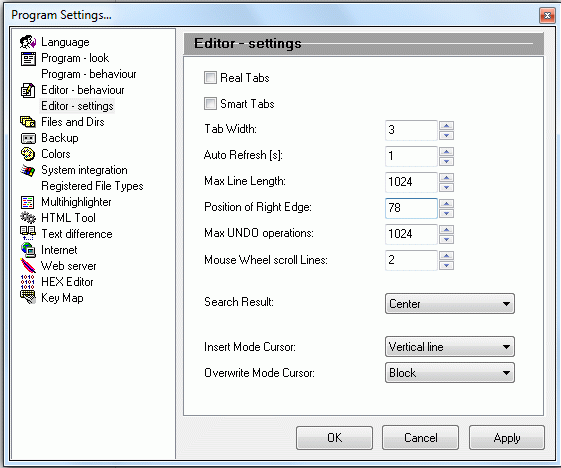 Program Settings...
Language
Program - look
Program - behaviour
Editor - behaviour
Editor - settings
Files and Dirs
Backup
Colors
System integration
Registered File Types
Multihighlighter
HTML Tool
Text difference
Internet
Web server
HEX Editor
Key Map
Editor - settings
Real Tabs
Smart Tabs
Tab Width: 3
Auto Refresh [s]: 1
Max Line Length: 1024
Position of Right Edge: 78
Max UNDO operations: 1024
Mouse Wheel scroll Lines: 2
Search Result: Center
Insert Mode Cursor: Vertical line
Overwrite Mode Cursor: Block
OK Cancel Apply